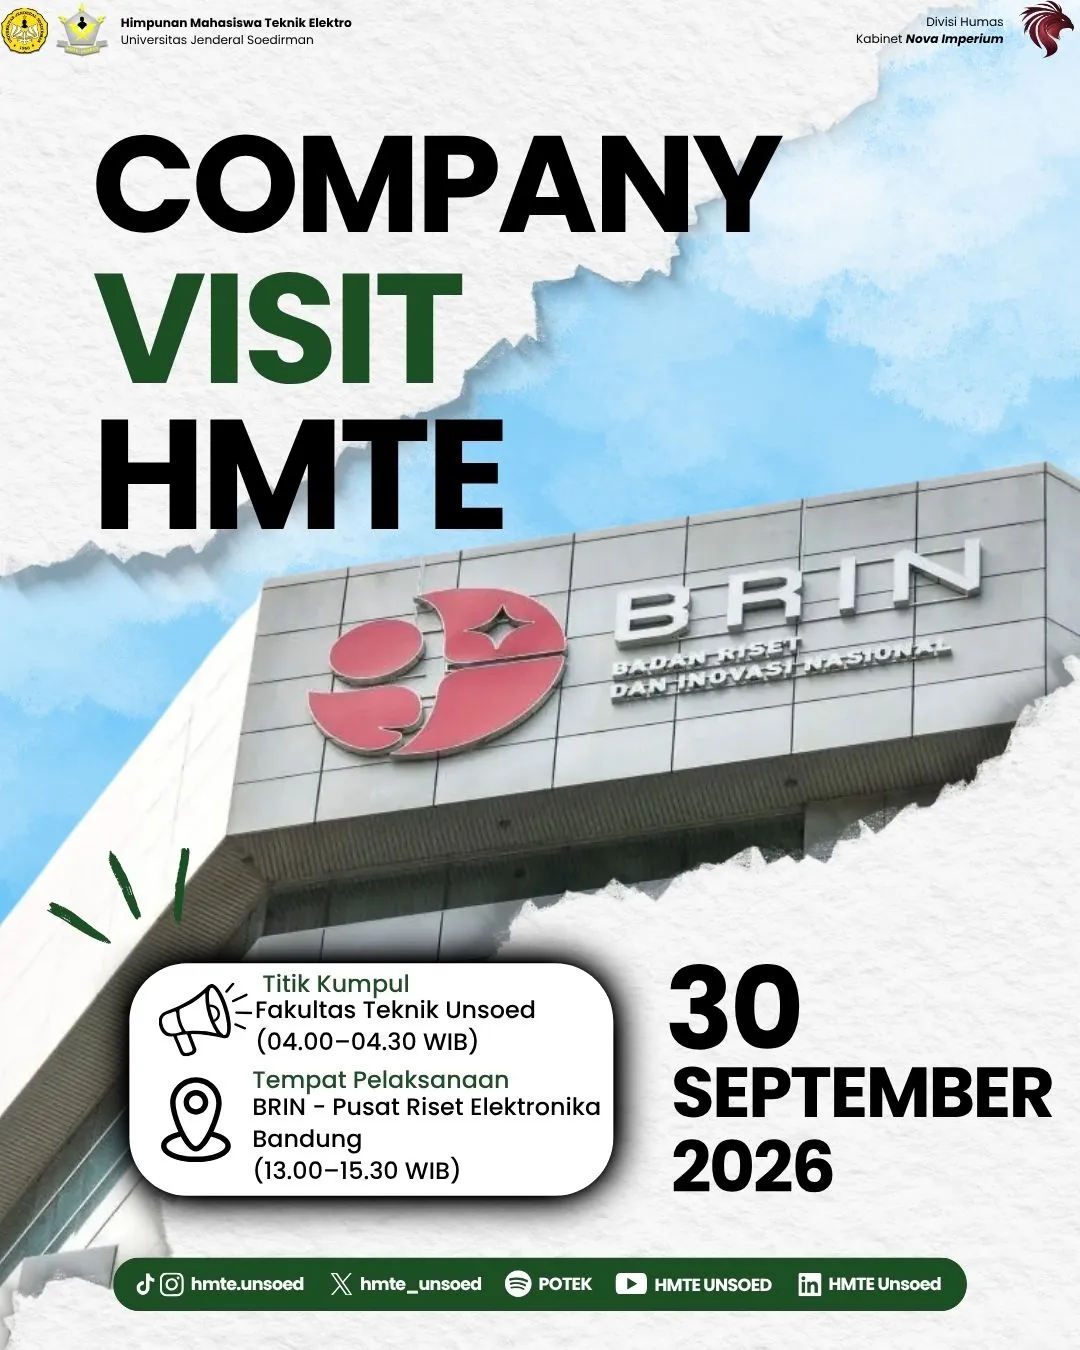 Himpunan Mahasiswa Teknik Elektro
Universitas Jenderal Soedirman
Divisi Humas
Kabinet Nova Imperium
COMPANY
VISIT
HMTE
BRIN
BADAN RISET
DAN INOVASI NASIONAL
Titik Kumpul
Fakultas Teknik Unsoed
(04.00–04.30 WIB)
Tempat Pelaksanaan
BRIN - Pusat Riset Elektronika
Bandung
(13.00–15.30 WIB)
30
SEPTEMBER
2026
hmte.unsoed
hmte_unsoed
POTEK
HMTE UNSOED
HMTE Unsoed